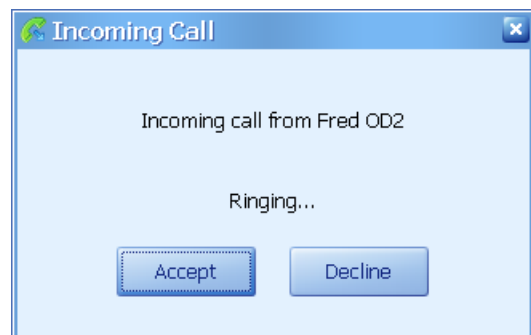 Incoming Call
Incoming call from Fred OD2
Ringing...
Accept
Decline